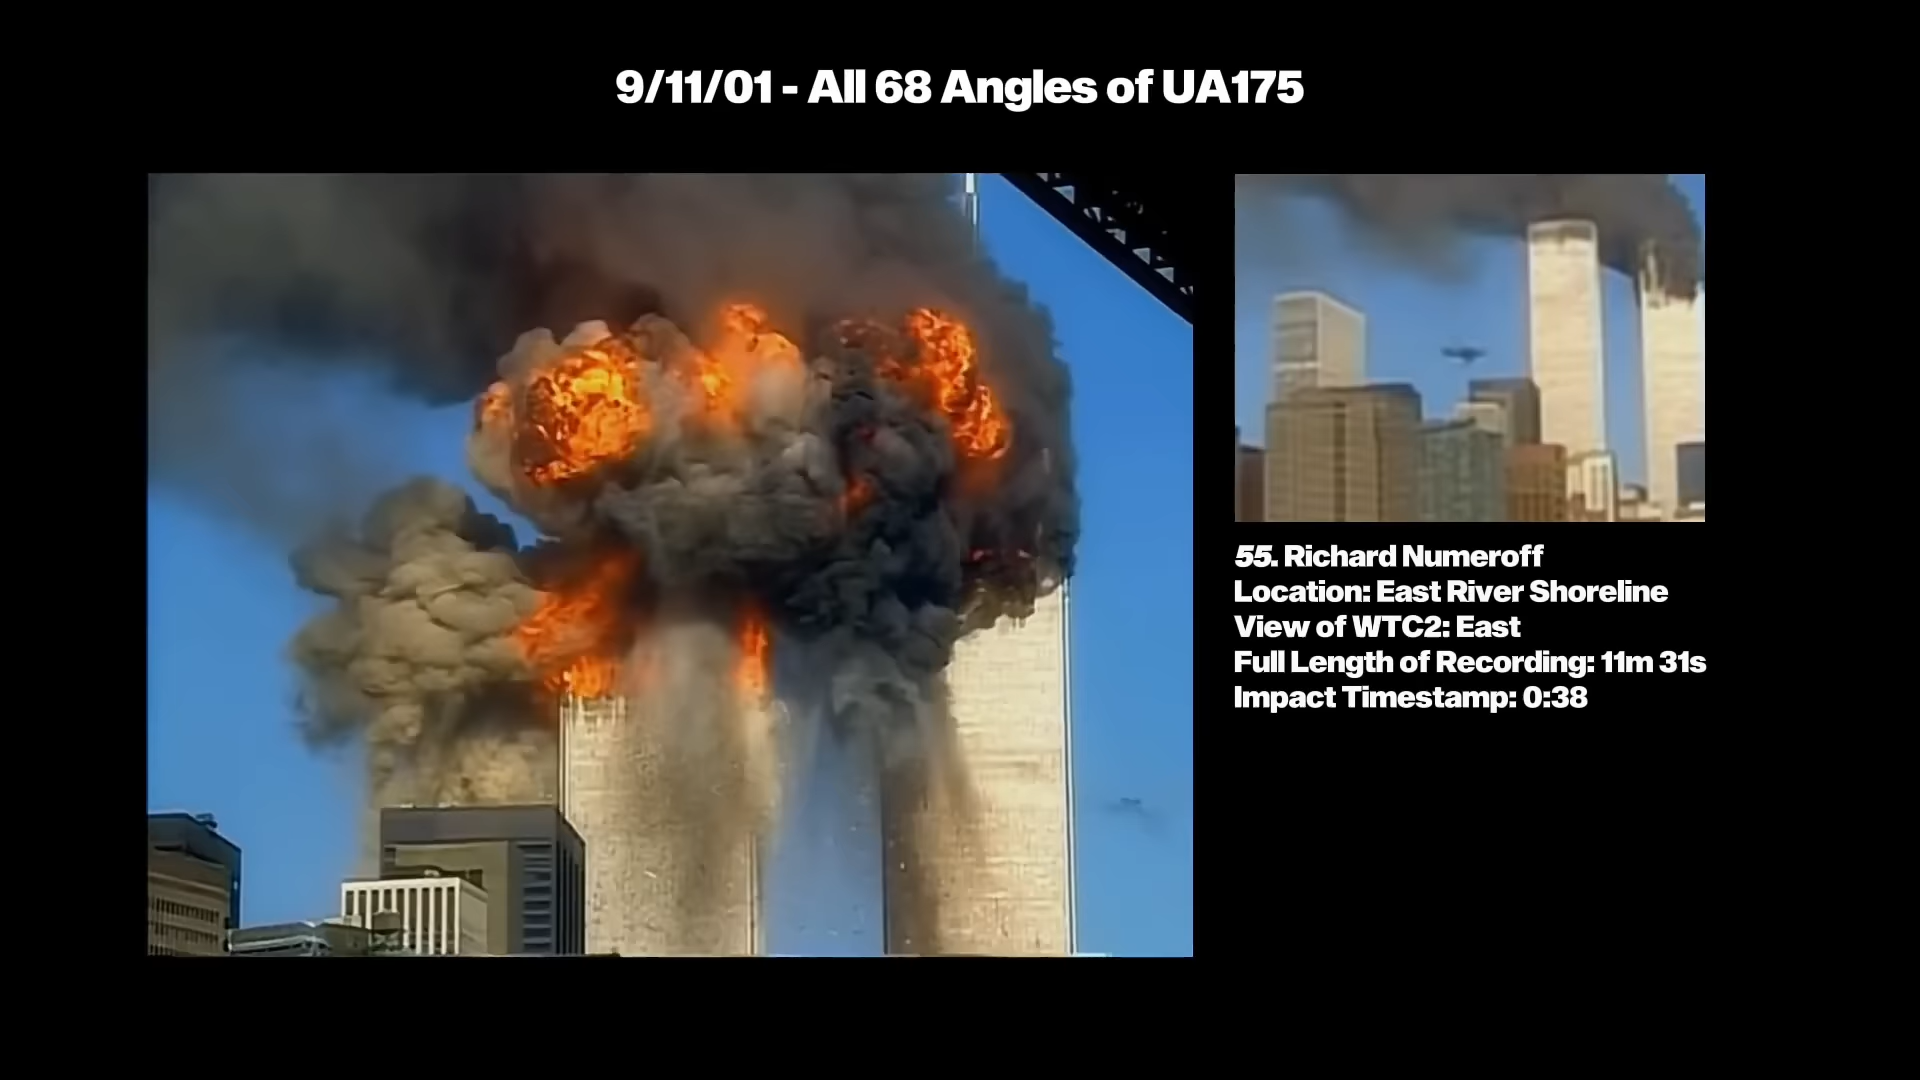 9/11/01 - All 68 Angles of UA175
55. Richard Numeroff
Location: East River Shoreline
View of WTC2: East
Full Length of Recording: 11m 31s
Impact Timestamp: 0:38